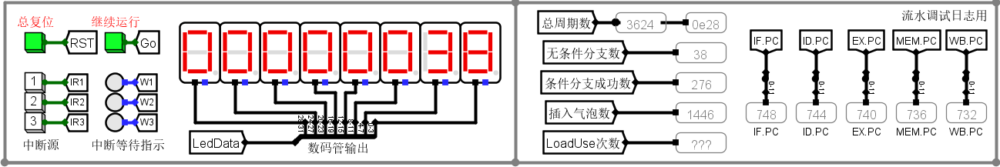 总复位
继续运行
RST
Go
1
IR1
2
IR2
3
IR3
中断源
W1
W2
W3
中断等待指示
28-31
24-27
20-23
16-19
12-15
8-11
4-7
0-3
LedData
数码管输出
总周期数
3624
0e28
无条件分支数
38
条件分支成功数
276
插入气泡数
1446
LoadUse次数
???
流水调试日志用
IF.PC
ID.PC
EX.PC
MEM.PC
WB.PC
0-11
0-11
0-11
0-11
0-11
748
744
740
736
732
IF.PC
ID.PC
EX.PC
MEM.PC
WB.PC